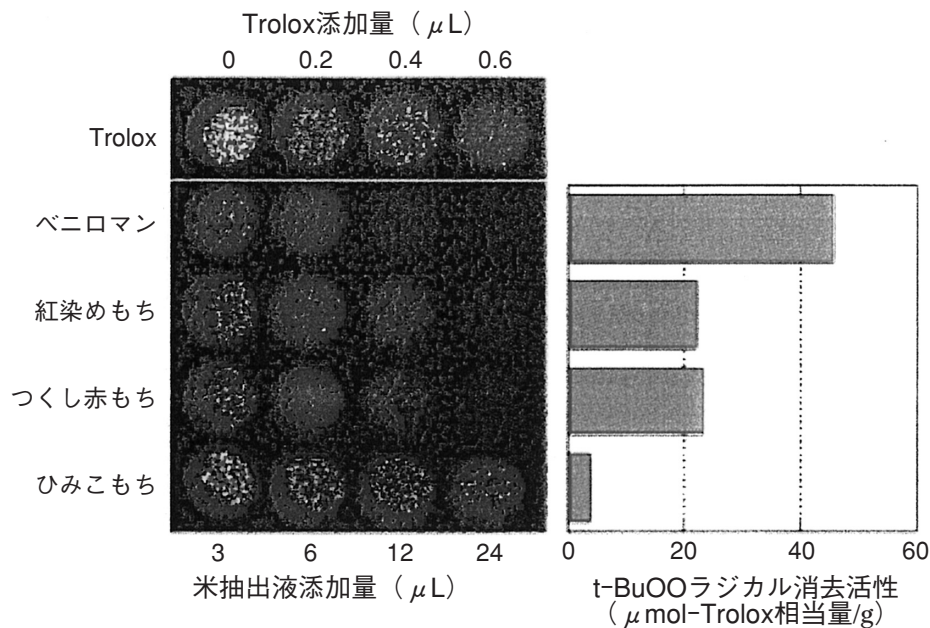 Trolox添加量（μL）
0 0.2 0.4 0.6
Trolox
ベニロマン
紅染めもち
つくし赤もち
ひみこもち
3 6 12 24
米抽出液添加量（μL）
0 20 40 60
t-BuOOラジカル消去活性
（μmol-Trolox相当量/g）